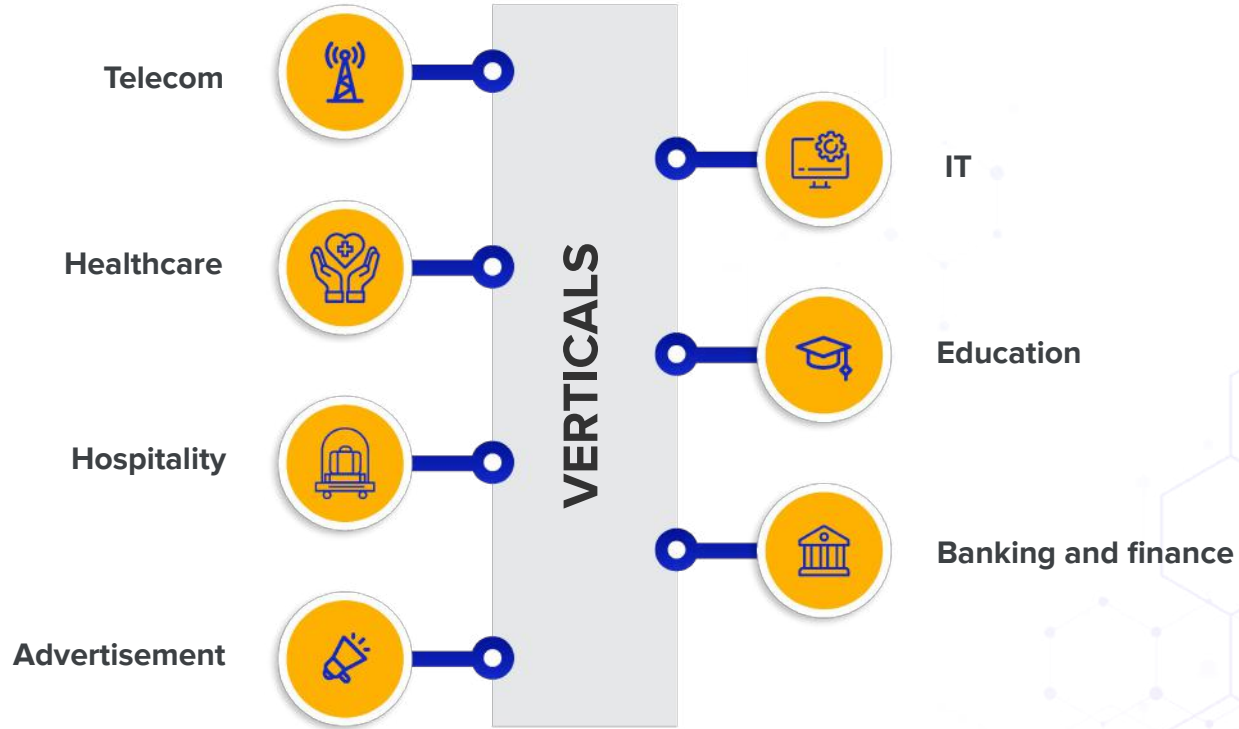 Telecom
IT
Healthcare
VERTICALS
Education
Hospitality
Banking and finance
Advertisement